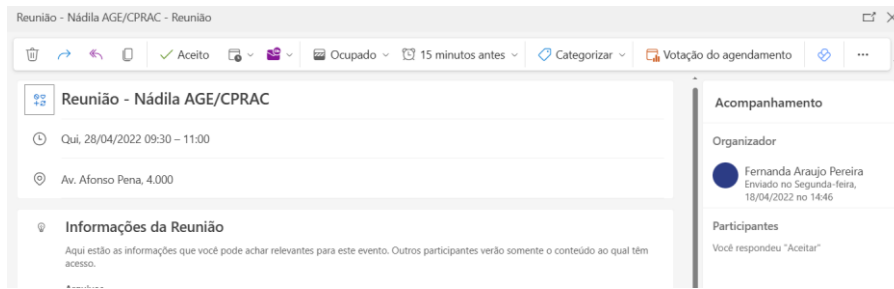 Reunião - Nádila AGE/CPRAC - Reunião
Aceito
Ocupado
15 minutos antes
Categorizar
Votação do agendamento
...
Reunião - Nádila AGE/CPRAC
Qui, 28/04/2022 09:30 – 11:00
Av. Afonso Pena, 4.000
Informações da Reunião
Aqui estão as informações que você pode achar relevantes para este evento. Outros participantes verão somente o conteúdo ao qual têm
acesso.
Acompanhamento
Organizador
Fernanda Araujo Pereira
Enviado no Segunda-feira,
18/04/2022 no 14:46
Participantes
Você respondeu "Aceitar"